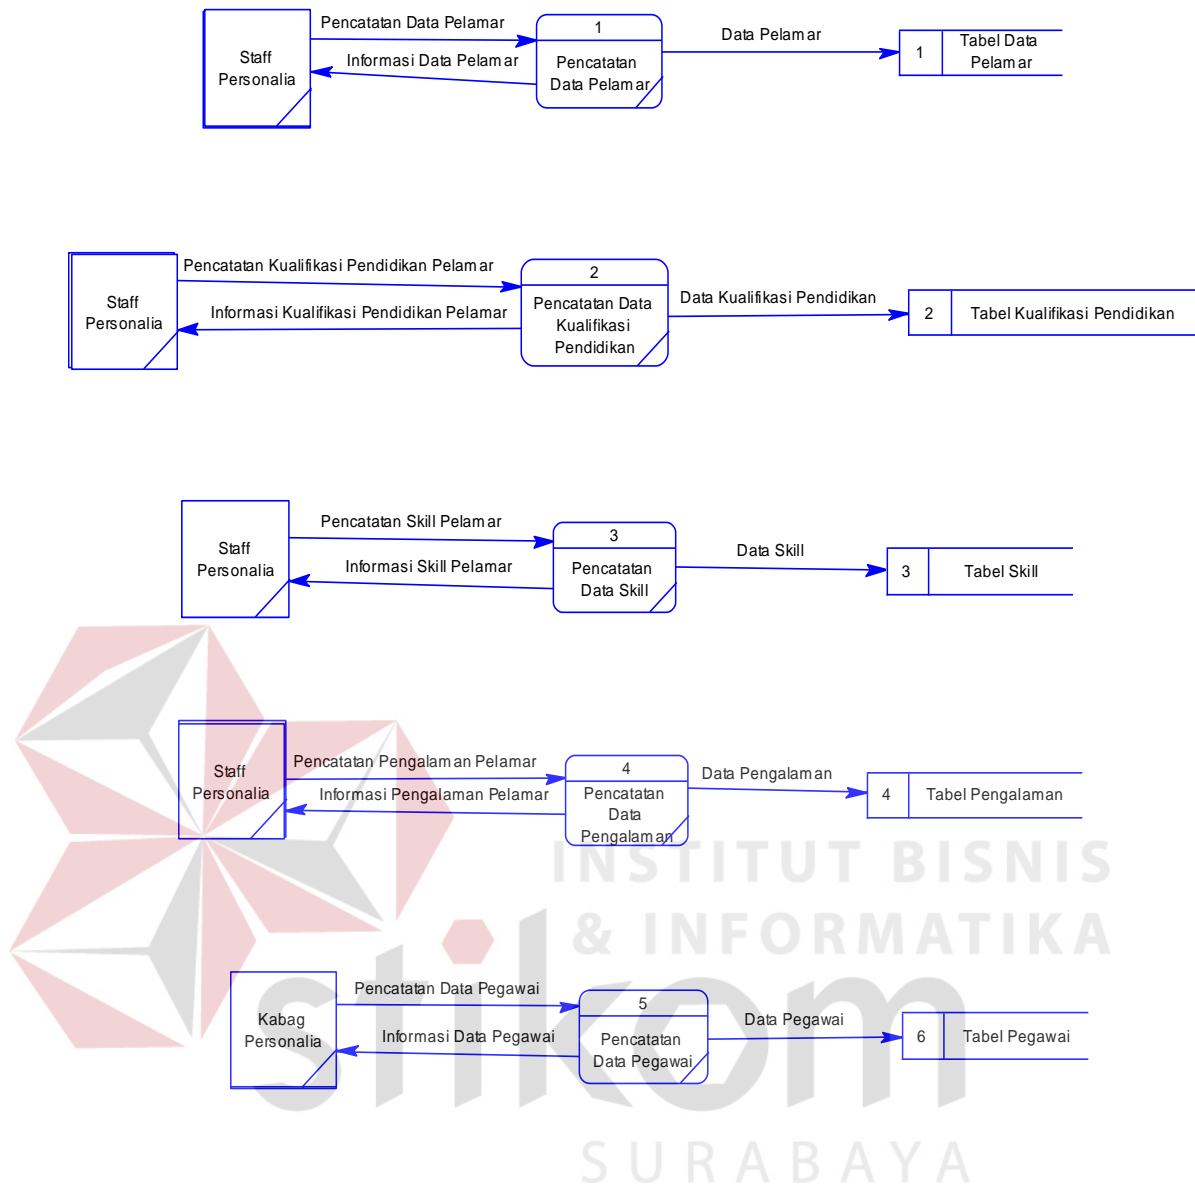 Pencatatan Data Pelamar
Informasi Data Pelamar
Staff
Personalia
1
Pencatatan
Data Pelamar
Data Pelamar
1
Tabel Data
Pelamar
Pencatatan Kualifikasi Pendidikan Pelamar
Informasi Kualifikasi Pendidikan Pelamar
Staff
Personalia
2
Pencatatan Data
Kualifikasi
Pendidikan
Data Kualifikasi Pendidikan
2
Tabel Kualifikasi Pendidikan
Pencatatan Skill Pelamar
Informasi Skill Pelamar
Staff
Personalia
3
Pencatatan
Data Skill
Data Skill
3
Tabel Skill
Pencatatan Pengalaman Pelamar
Informasi Pengalaman Pelamar
Staff
Personalia
4
Pencatatan
Data
Pengalaman
Data Pengalaman
4
Tabel Pengalaman
INSTITUT BISNIS
& INFORMATIKA
stikom
SURABAYA
Pencatatan Data Pegawai
Informasi Data Pegawai
Kabag
Personalia
5
Pencatatan
Data Pegawai
Data Pegawai
6
Tabel Pegawai